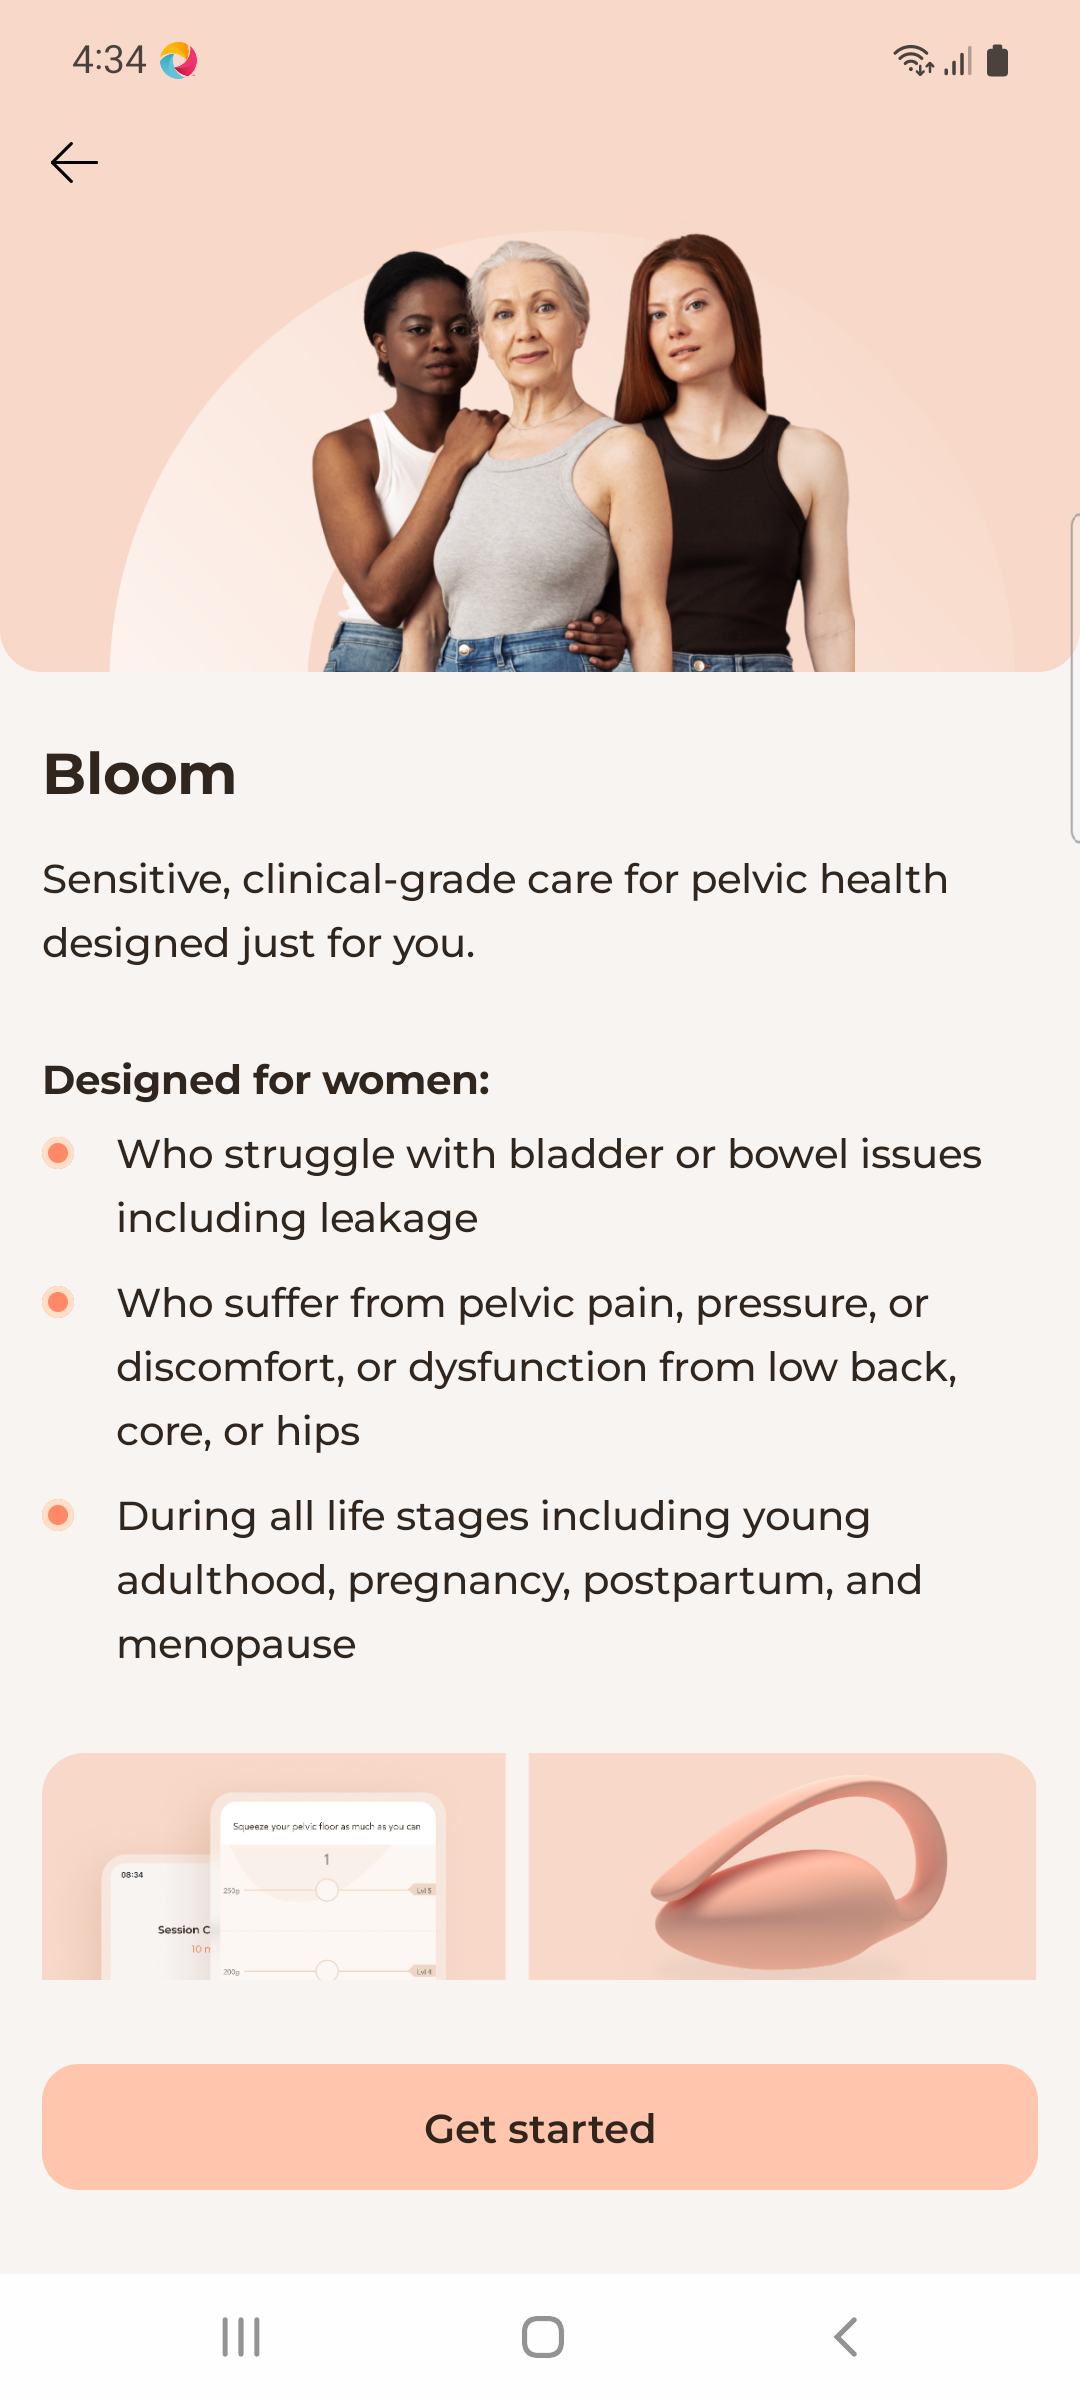 4:34
Bloom
Sensitive, clinical-grade care for pelvic health
designed just for you.
Designed for women:
Who struggle with bladder or bowel issues
including leakage
Who suffer from pelvic pain, pressure, or
discomfort, or dysfunction from low back,
core, or hips
During all life stages including young
adulthood, pregnancy, postpartum, and
menopause
Squeeze your pelvic floor as much as you can
1
08:34
250g
Lvl 5
Session C
10 m
200g
Lvl 4
Get started